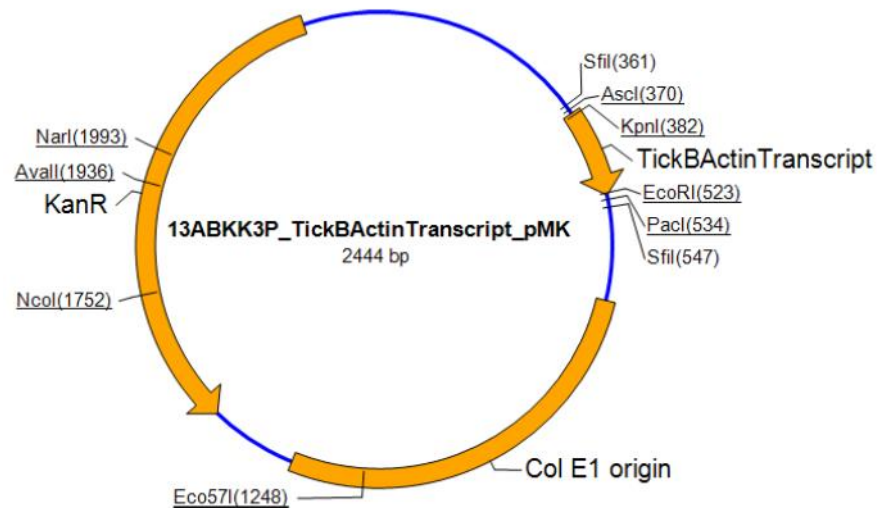 SfiI(361)
AscI(370)
KpnI(382)
TickBActinTranscript
EcoRI(523)
PacI(534)
SfiI(547)
NarI(1993)
AvaII(1936)
KanR
13ABKK3P_TickBActinTranscript_pMK
2444 bp
NcoI(1752)
Col E1 origin
Eco57I(1248)